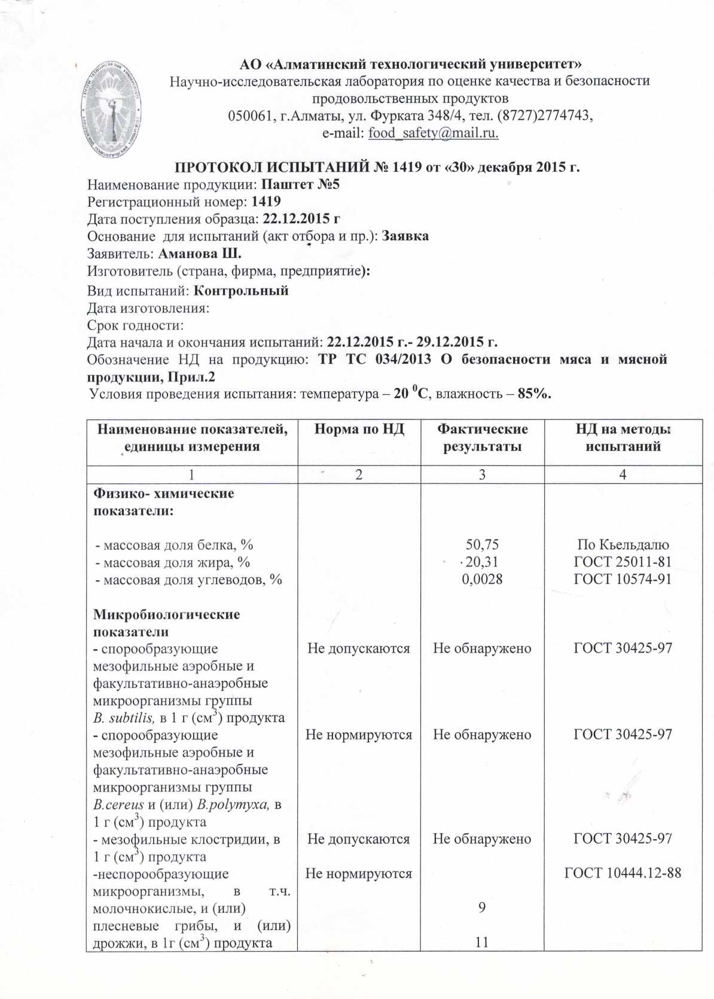 АО «Алматинский технологический университет»
Научно-исследовательская лаборатория по оценке качества и безопасности
продовольственных продуктов
050061, г.Алматы, ул. Фурката 348/4, тел. (8727)2774743,
e-mail: food_safety@mail.ru.
ПРОТОКОЛ ИСПЫТАНИЙ № 1419 от «30» декабря 2015 г.
Наименование продукции: Паштет №5
Регистрационный номер: 1419
Дата поступления образца: 22.12.2015 г
Основание для испытаний (акт отбора и пр.): Заявка
Заявитель: Аманова Ш.
Изготовитель (страна, фирма, предприятие):
Вид испытаний: Контрольный
Дата изготовления:
Срок годности:
Дата начала и окончания испытаний: 22.12.2015 г.- 29.12.2015 г.
Обозначение НД на продукцию: ТР ТС 034/2013 О безопасности мяса и мясной
продукции, Прил.2
Условия проведения испытания: температура – 20 ⁰С, влажность – 85%.
Наименование показателей, Норма по НД Фактические НД на методы
единицы измерения результаты испытаний
1 2 3 4
Физико- химические
показатели:
- массовая доля белка, % 50,75 По Кьельдалю
- массовая доля жира, % 20,31 ГОСТ 25011-81
- массовая доля углеводов, % 0,0028 ГОСТ 10574-91
Микробиологические
показатели
- спорообразующие Не допускаются Не обнаружено ГОСТ 30425-97
мезофильные аэробные и
факультативно-анаэробные
микроорганизмы группы
B. subtilis, в 1 г (см³) продукта
- спорообразующие Не нормируются Не обнаружено ГОСТ 30425-97
мезофильные аэробные и
факультативно-анаэробные
микроорганизмы группы
B.cereus и (или) B.polymyxa, в
1 г (см³) продукта
- мезофильные клостридии, в Не допускаются Не обнаружено ГОСТ 30425-97
1 г (см³) продукта
-неспорообразующие Не нормируются ГОСТ 10444.12-88
микроорганизмы, в т.ч.
молочнокислые, и (или) 9
плесневые грибы, и (или)
дрожжи, в 1г (см³) продукта 11